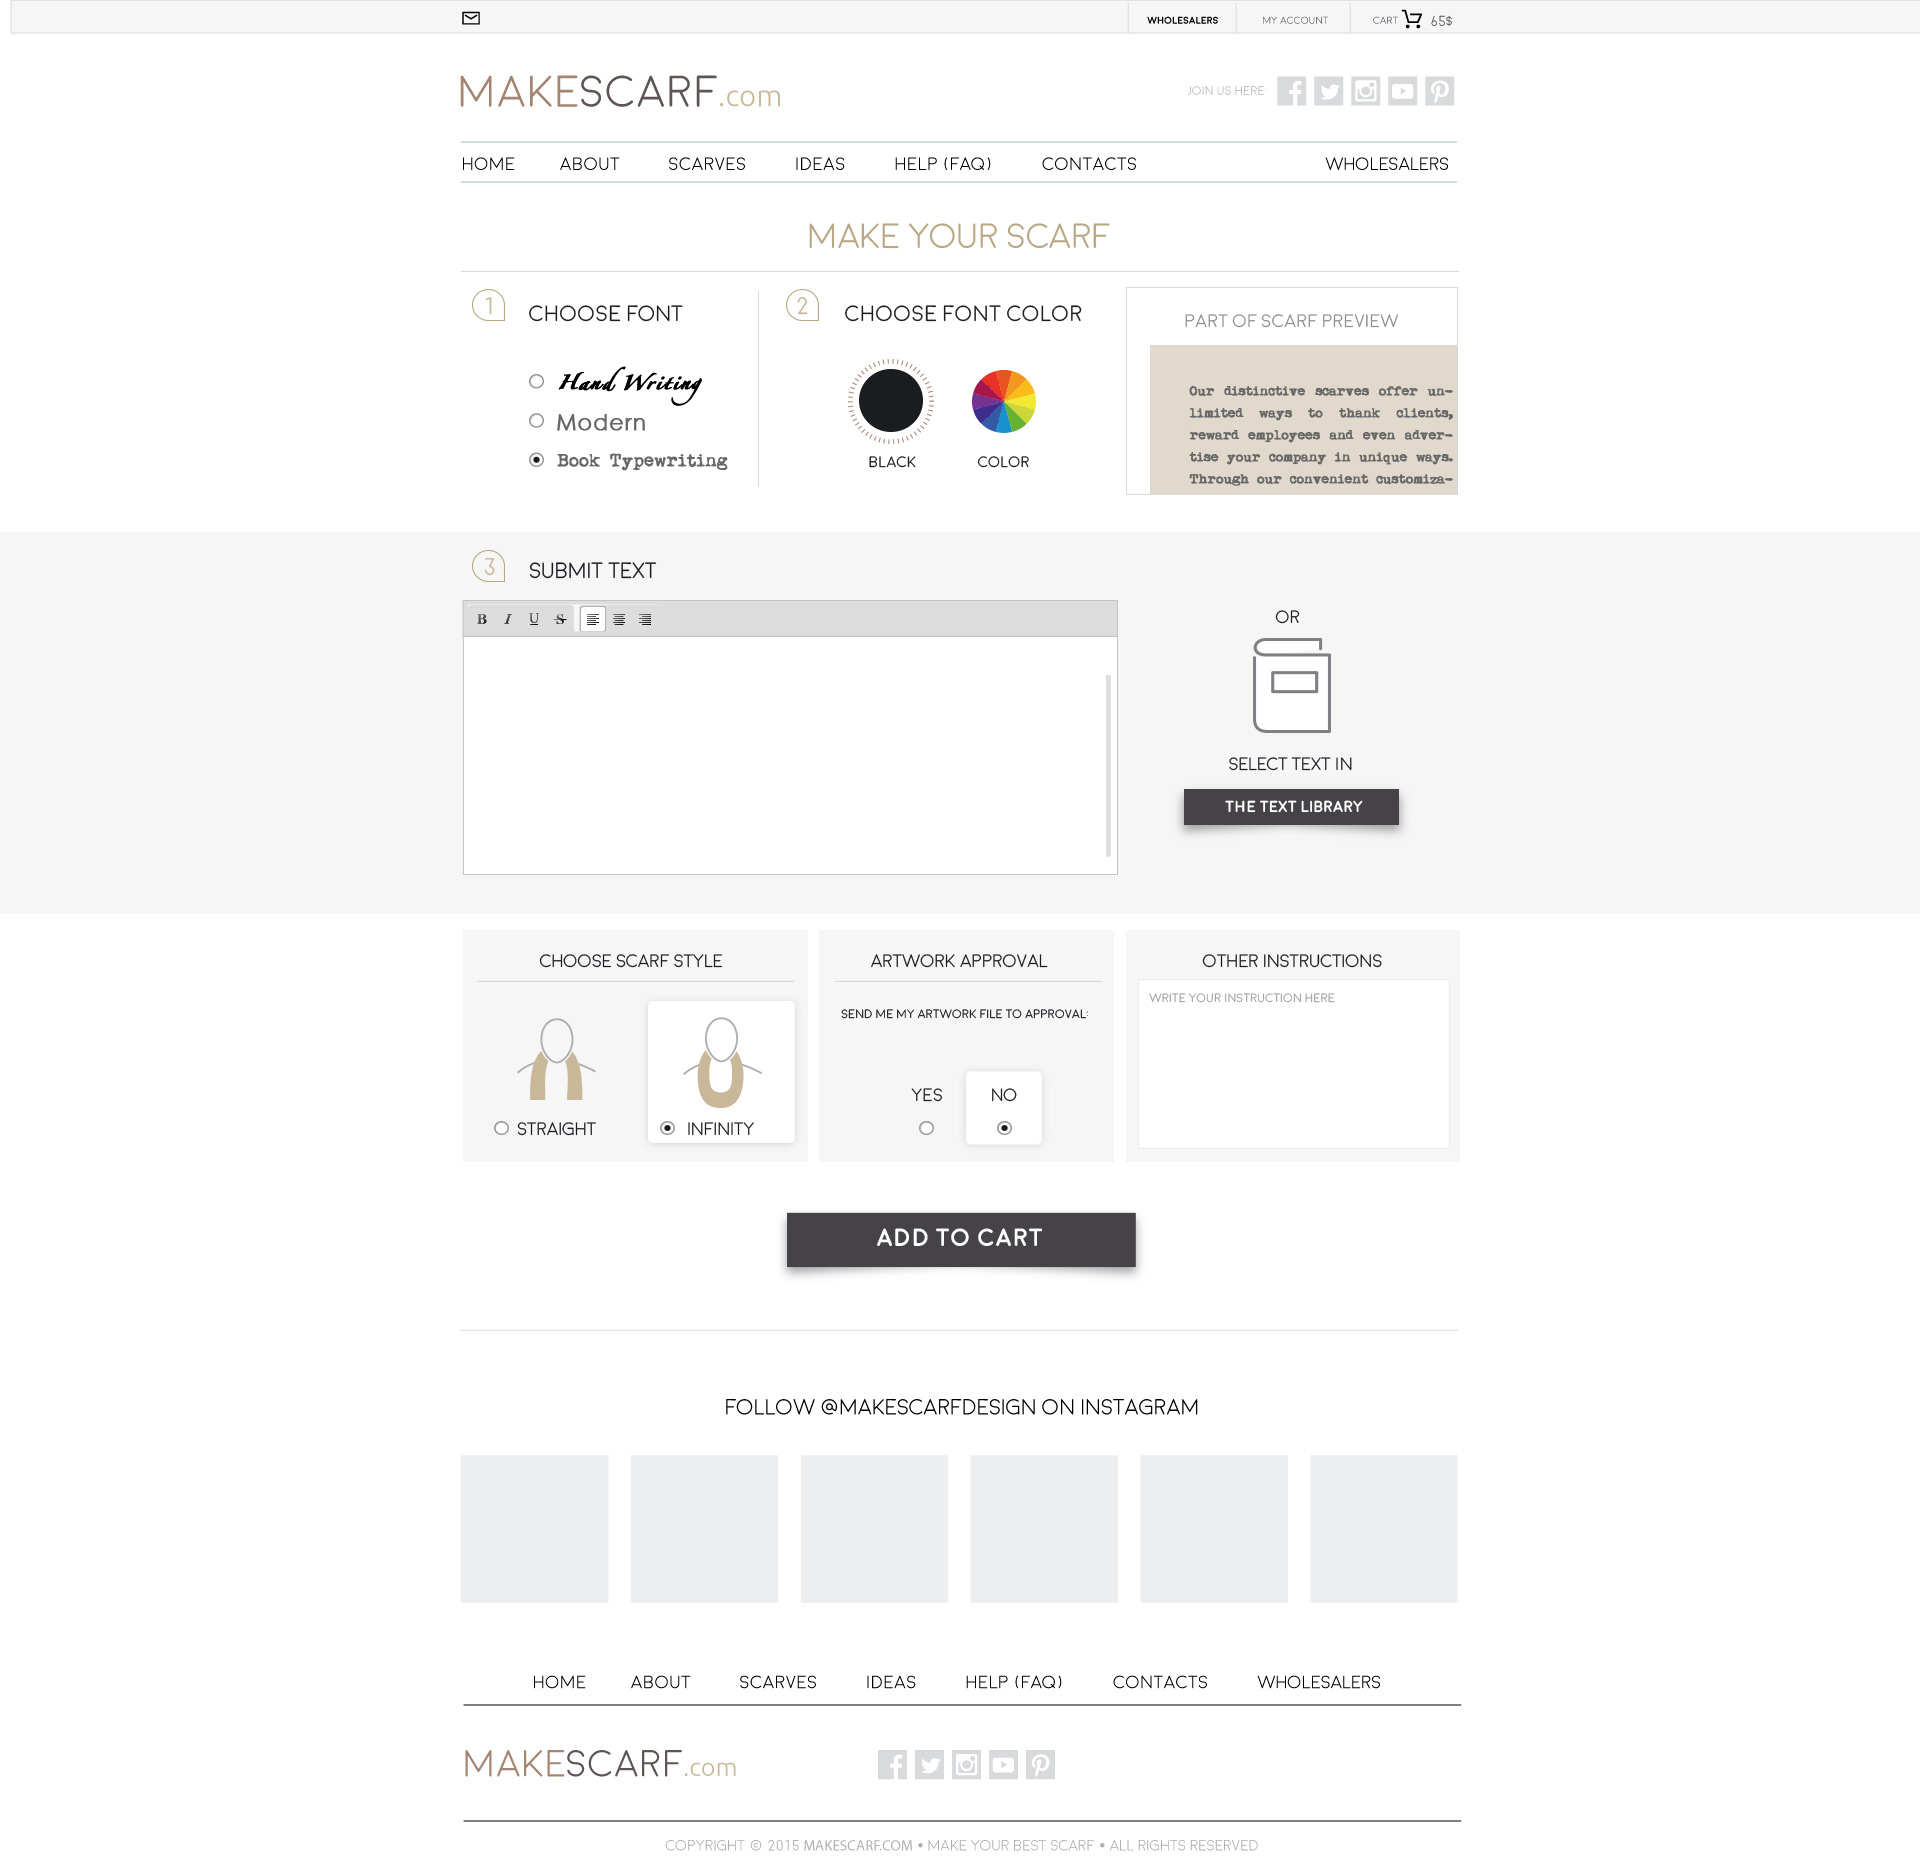 WHOLESALERS
MY ACCOUNT
CART 65$
MAKESCARF.com
JOIN US HERE:
HOME ABOUT SCARVES IDEAS HELP (FAQ) CONTACTS WHOLESALERS
MAKE YOUR SCARF
1 CHOOSE FONT
Hand Writing
Modern
Book Typewriting
2 CHOOSE FONT COLOR
BLACK COLOR
PART OF SCARF PREVIEW
Our distinctive scarves offer un-
limited ways to thank clients,
reward employees and even adver-
tise your company in unique ways.
Through our convenient customiza-
3 SUBMIT TEXT
B I U S
OR
SELECT TEXT IN
THE TEXT LIBRARY
CHOOSE SCARF STYLE
STRAIGHT INFINITY
ARTWORK APPROVAL
SEND ME MY ARTWORK FILE TO APPROVAL:
YES NO
OTHER INSTRUCTIONS
WRITE YOUR INSTRUCTION HERE
ADD TO CART
FOLLOW @MAKESCARFDESIGN ON INSTAGRAM
HOME ABOUT SCARVES IDEAS HELP (FAQ) CONTACTS WHOLESALERS
MAKESCARF.com
COPYRIGHT © 2015 MAKESCARF.COM • MAKE YOUR BEST SCARF • ALL RIGHTS RESERVED